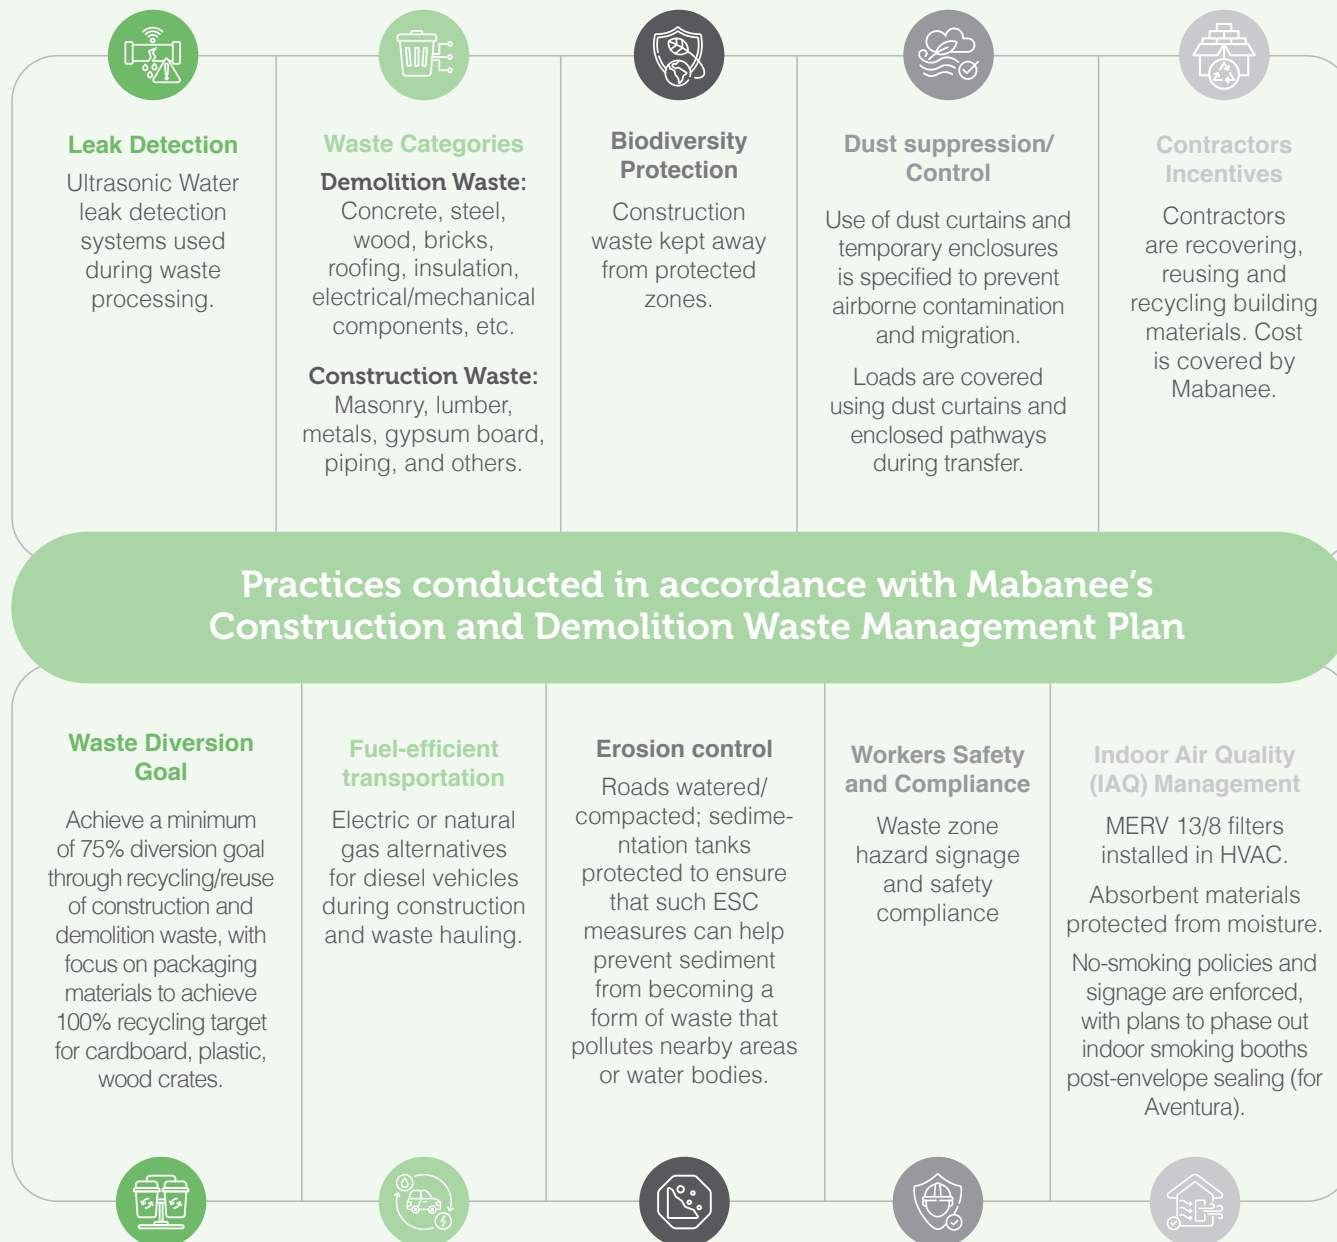 Leak Detection
Ultrasonic Water
leak detection
systems used
during waste
processing.
Waste Categories
Demolition Waste:
Concrete, steel,
wood, bricks,
roofing, insulation,
electrical/mechanical
components, etc.
Construction Waste:
Masonry, lumber,
metals, gypsum board,
piping, and others.
Biodiversity
Protection
Construction
waste kept away
from protected
zones.
Dust suppression/
Control
Use of dust curtains and
temporary enclosures
is specified to prevent
airborne contamination
and migration.
Loads are covered
using dust curtains and
enclosed pathways
during transfer.
Contractors
Incentives
Contractors
are recovering,
reusing and
recycling building
materials. Cost
is covered by
Mabanee.
Practices conducted in accordance with Mabanee's
Construction and Demolition Waste Management Plan
Waste Diversion
Goal
Achieve a minimum
of 75% diversion goal
through recycling/reuse
of construction and
demolition waste, with
focus on packaging
materials to achieve
100% recycling target
for cardboard, plastic,
wood crates.
Fuel-efficient
transportation
Electric or natural
gas alternatives
for diesel vehicles
during construction
and waste hauling.
Erosion control
Roads watered/
compacted; sedime-
ntation tanks
protected to ensure
that such ESC
measures can help
prevent sediment
from becoming a
form of waste that
pollutes nearby areas
or water bodies.
Workers Safety
and Compliance
Waste zone
hazard signage
and safety
compliance
Indoor Air Quality
(IAQ) Management
MERV 13/8 filters
installed in HVAC.
Absorbent materials
protected from moisture.
No-smoking policies and
signage are enforced,
with plans to phase out
indoor smoking booths
post-envelope sealing (for
Aventura).